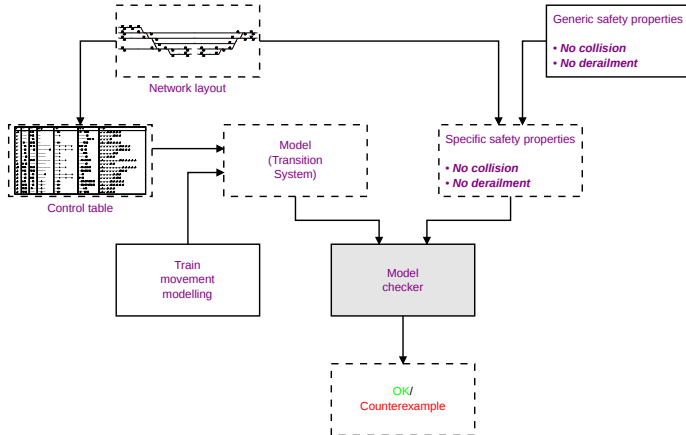 Generic safety properties
• No collision
• No derailment
Network layout
Specific safety properties
• No collision
• No derailment
Model
(Transition
System)
Control table
Train
movement
modelling
Model
checker
OK/
Counterexample